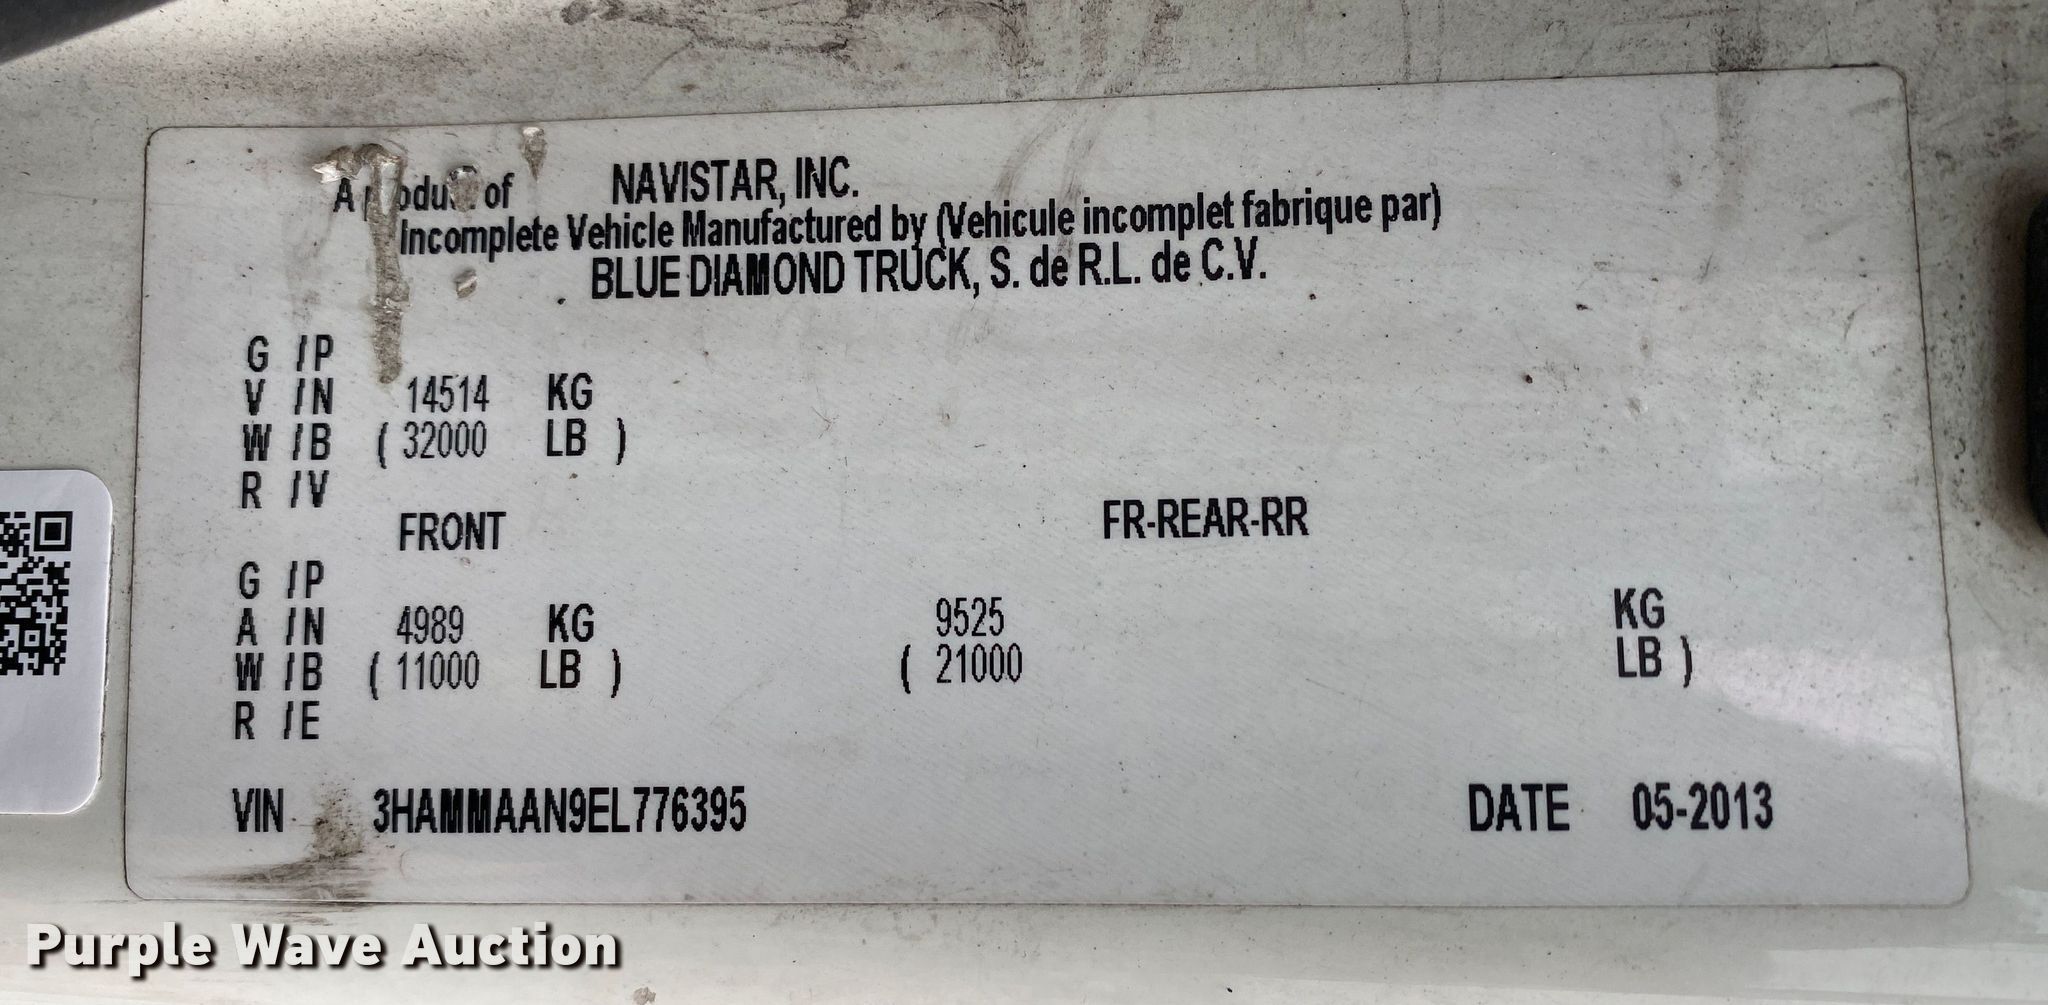 A product of NAVISTAR, INC.
Incomplete Vehicle Manufactured by (Vehicule incomplet fabrique par)
BLUE DIAMOND TRUCK, S. de R.L. de C.V.
G /P
V /N 14514 KG
W /B ( 32000 LB )
R /V
FRONT FR-REAR-RR
G /P
A /N 4989 KG 9525 KG
W /B ( 11000 LB ) ( 21000 LB )
R /E
VIN 3HAMMAAN9EL776395 DATE 05-2013
Purple Wave Auction